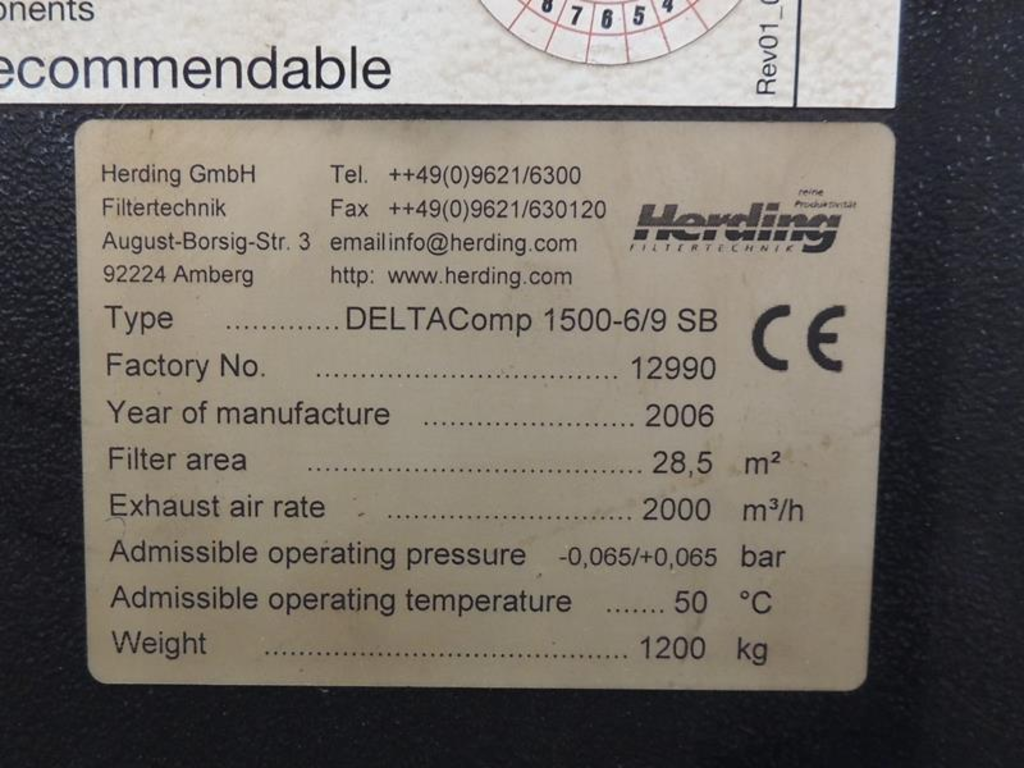 onents
ecommendable
8 7 6 5 4
Rev01_0
Herding GmbH Tel. ++49(0)9621/6300
Filtertechnik Fax ++49(0)9621/630120
August-Borsig-Str. 3 emailinfo@herding.com
92224 Amberg http: www.herding.com
reine
Produktivität
Herding
FILTERTECHNIK
Type .............DELTAComp 1500-6/9 SB
CE
Factory No. .................................. 12990
Year of manufacture ........................ 2006
Filter area ..................................... 28,5 m²
Exhaust air rate ........................... 2000 m³/h
Admissible operating pressure -0,065/+0,065 bar
Admissible operating temperature ....... 50 °C
Weight ........................................ 1200 kg